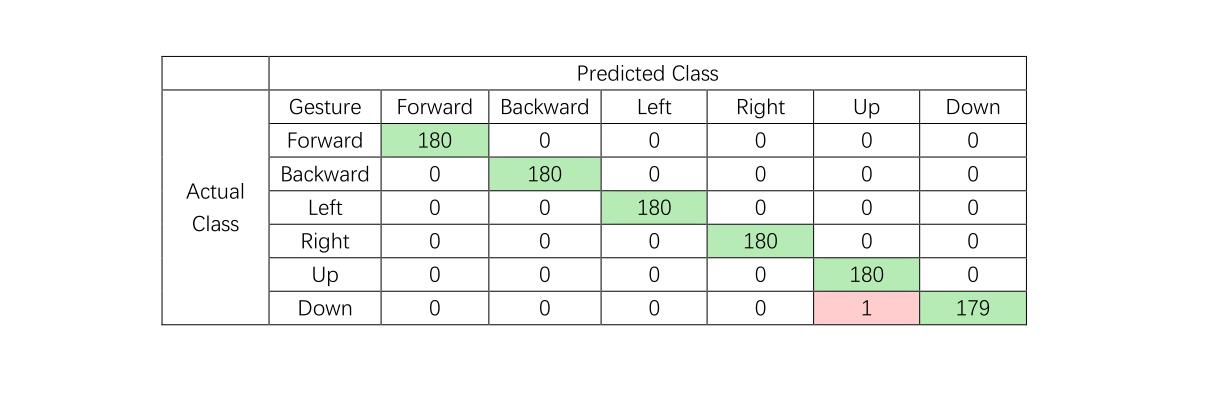 Predicted Class
Gesture Forward Backward Left Right Up Down
Forward 180 0 0 0 0 0
Backward 0 180 0 0 0 0
Actual
Class
Left 0 0 180 0 0 0
Right 0 0 0 180 0 0
Up 0 0 0 0 180 0
Down 0 0 0 0 1 179